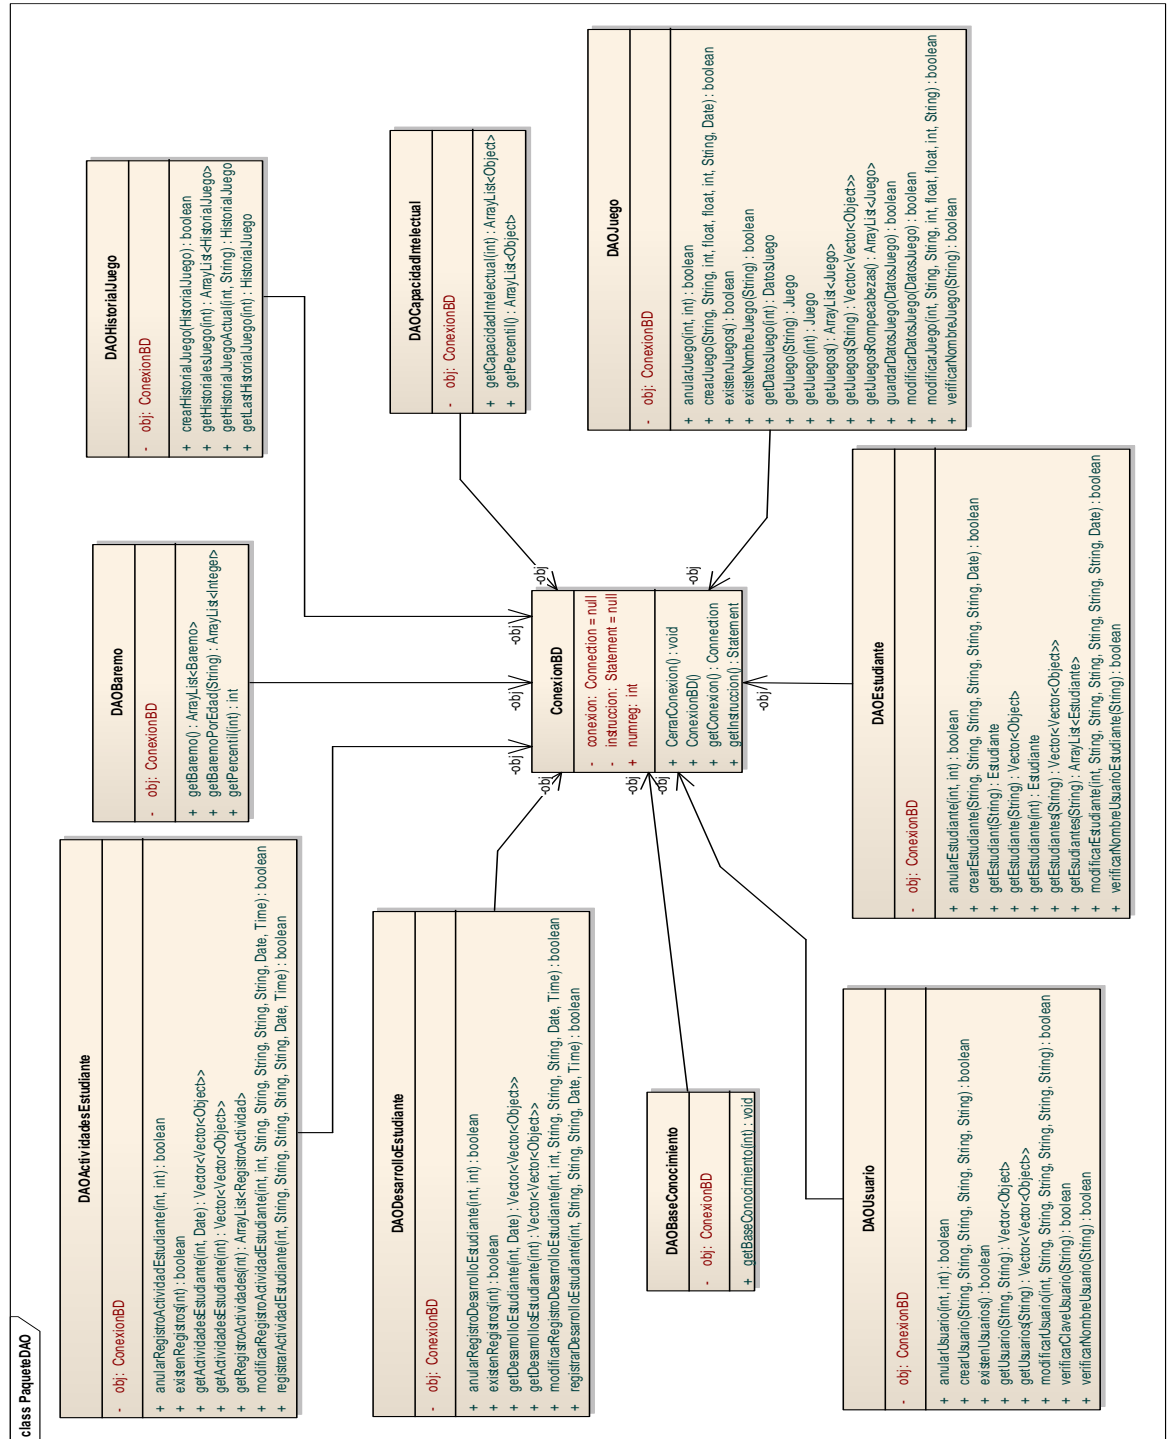 class PaqueteDAO
DAOActividadesEstudiante
- obj: ConexionBD
+ anularRegistroActividadEstudiante(int, int) : boolean
+ existenRegistros(int) : boolean
+ getActividadesEstudiante(int, Date) : Vector<Vector<Object>>
+ getActividadesEstudiante(int) : Vector<Vector<Object>>
+ getRegistroActividades(int) : ArrayList<RegistroActividad>
+ modificarRegistroActividadEstudiante(int, int, String, String, String, String, Date, Time) : boolean
+ registrarActividadEstudiante(int, String, String, String, String, Date, Time) : boolean
DAOBaremo
- obj: ConexionBD
+ getBaremo() : ArrayList<Baremo>
+ getBaremoPorEdad(String) : ArrayList<Integer>
+ getPercentil(int) : int
DAOHistorialJuego
- obj: ConexionBD
+ crearHistorialJuego(HistorialJuego) : boolean
+ getHistorialesJuego(int) : ArrayList<HistorialJuego>
+ getHistorialJuegoActual(int, String) : HistorialJuego
+ getLastHistorialJuego(int) : HistorialJuego
DAODesarrolloEstudiante
- obj: ConexionBD
+ anularRegistroDesarrolloEstudiante(int, int) : boolean
+ existenRegistros(int) : boolean
+ getDesarrolloEstudiante(int, Date) : Vector<Vector<Object>>
+ getDesarrollosEstudiante(int) : Vector<Vector<Object>>
+ modificarRegistroDesarrolloEstudiante(int, int, String, String, Date, Time) : boolean
+ registrarDesarrolloEstudiante(int, String, String, Date, Time) : boolean
DAOCapacidadIntelectual
- obj: ConexionBD
+ getCapacidadIntelectual(int) : ArrayList<Object>
+ getPercentil() : ArrayList<Object>
-obj
-obj
-obj
-obj
-obj
ConexionBD
- conexion: Connection = null
- instruccion: Statement = null
+ numreg: int
+ CerrarConexion() : void
+ ConexionBD()
+ getConexion() : Connection
+ getInstruccion() : Statement
-obj
-obj
-obj
-obj
DAOBaseConocimiento
- obj: ConexionBD
+ getBaseConocimiento(int) : void
DAOJuego
- obj: ConexionBD
+ anularJuego(int, int) : boolean
+ crearJuego(String, String, int, float, float, int, String, Date) : boolean
+ existenJuegos() : boolean
+ existeNombreJuego(String) : boolean
+ getDatosJuego(int) : DatosJuego
+ getJuego(String) : Juego
+ getJuego(int) : Juego
+ getJuegos() : ArrayList<Juego>
+ getJuegos(String) : Vector<Vector<Object>>
+ getJuegosRompecabezas() : ArrayList<Juego>
+ guardarDatosJuego(DatosJuego) : boolean
+ modificarDatosJuego(DatosJuego) : boolean
+ modificarJuego(int, String, String, int, float, float, int, String) : boolean
+ verificarNombreJuego(String) : boolean
DAOUsuario
- obj: ConexionBD
+ anularUsuario(int, int) : boolean
+ crearUsuario(String, String, String, String, String) : boolean
+ existenUsuarios() : boolean
+ getUsuario(String, String) : Vector<Object>
+ getUsuarios(String) : Vector<Vector<Object>>
+ modificarUsuario(int, String, String, String, String, String) : boolean
+ verificarClaveUsuario(String) : boolean
+ verificarNombreUsuario(String) : boolean
DAOEstudiante
- obj: ConexionBD
+ anularEstudiante(int, int) : boolean
+ crearEstudiante(String, String, String, String, Date) : boolean
+ getEstudiant(String) : Estudiante
+ getEstudiante(String) : Vector<Object>
+ getEstudiante(int) : Estudiante
+ getEstudiantes(String) : Vector<Vector<Object>>
+ getEsudiantes(String) : ArrayList<Estudiante>
+ modificarEstudiante(int, String, String, String, String, Date) : boolean
+ verificarNombreUsuarioEstudiante(String) : boolean